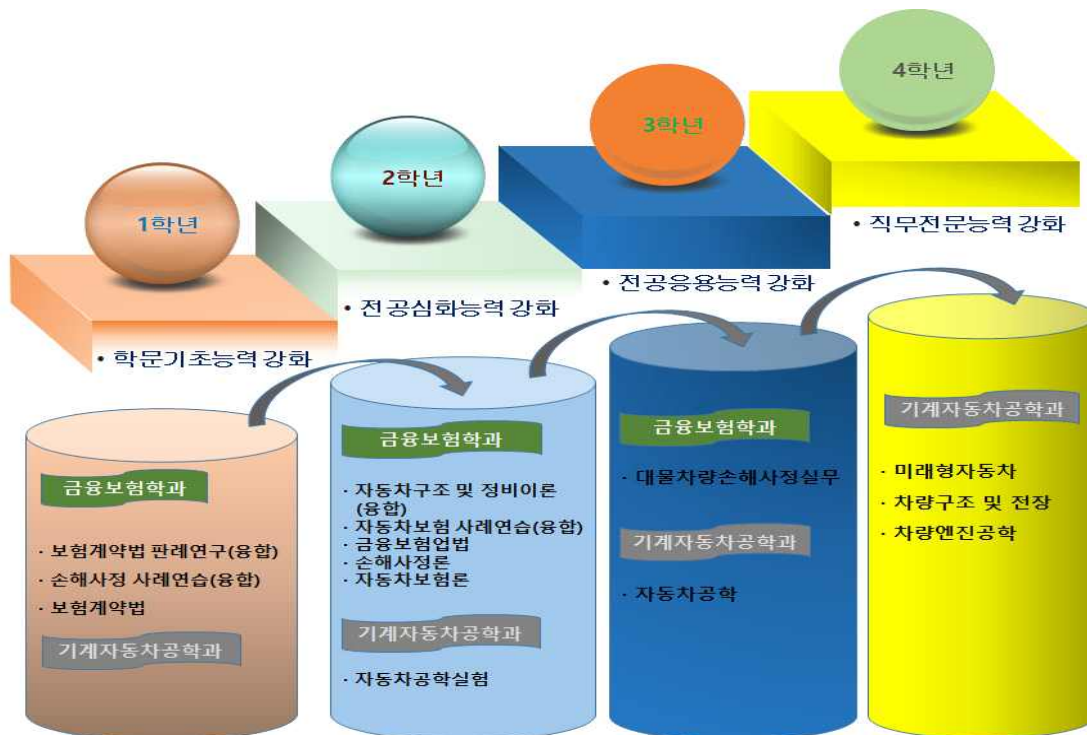 1학년
2학년
3학년
4학년
• 학문기초능력 강화
• 전공심화능력 강화
• 전공응용능력 강화
• 직무전문능력 강화
금융보험학과
· 보험계약법 판례연구(융합)
· 손해사정 사례연습(융합)
· 보험계약법
기계자동차공학과
금융보험학과
· 자동차구조 및 정비이론
(융합)
· 자동차보험 사례연습(융합)
· 금융보험업법
· 손해사정론
· 자동차보험론
기계자동차공학과
· 자동차공학실험
금융보험학과
· 대물차량손해사정실무
기계자동차공학과
· 자동차공학
기계자동차공학과
· 미래형자동차
· 차량구조 및 전장
· 차량엔진공학